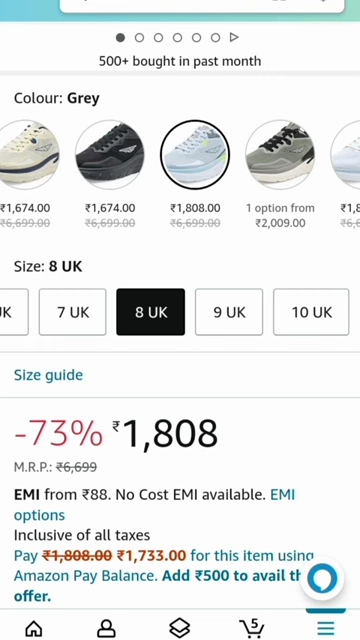 500+ bought in past month
Colour: Grey
₹1,674.00 ₹1,674.00 ₹1,808.00 1 option from
₹6,699.00 ₹6,699.00 ₹6,699.00 ₹2,009.00
Size: 8 UK
7 UK 8 UK 9 UK 10 UK
Size guide
-73% ₹1,808
M.R.P.: ₹6,699
EMI from ₹88. No Cost EMI available. EMI
options
Inclusive of all taxes
Pay ₹1,808.00 ₹1,733.00 for this item using
Amazon Pay Balance. Add ₹500 to avail
offer.
5